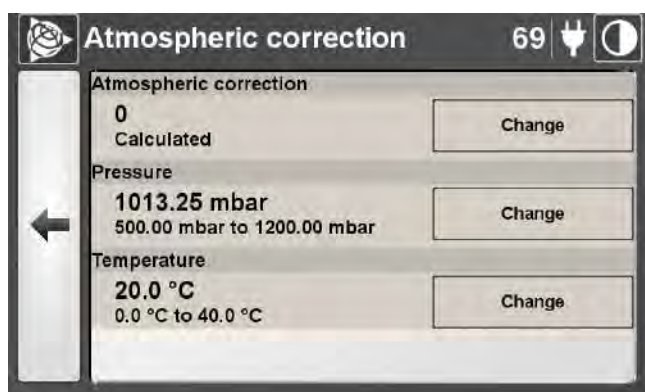 Atmospheric correction 69
Atmospheric correction
0
Calculated
Change
Pressure
1013.25 mbar
500.00 mbar to 1200.00 mbar
Change
Temperature
20.0 °C
0.0 °C to 40.0 °C
Change